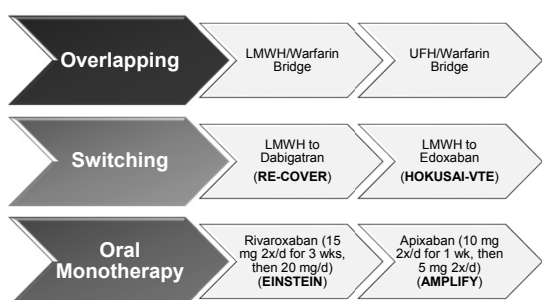 Overlapping
LMWH/Warfarin
Bridge
UFH/Warfarin
Bridge
Switching
LMWH to
Dabigatran
(RE-COVER)
LMWH to
Edoxaban
(HOKUSAI-VTE)
Oral
Monotherapy
Rivaroxaban (15
mg 2x/d for 3 wks,
then 20 mg/d)
(EINSTEIN)
Apixaban (10 mg
2x/d for 1 wk, then
5 mg 2x/d)
(AMPLIFY)